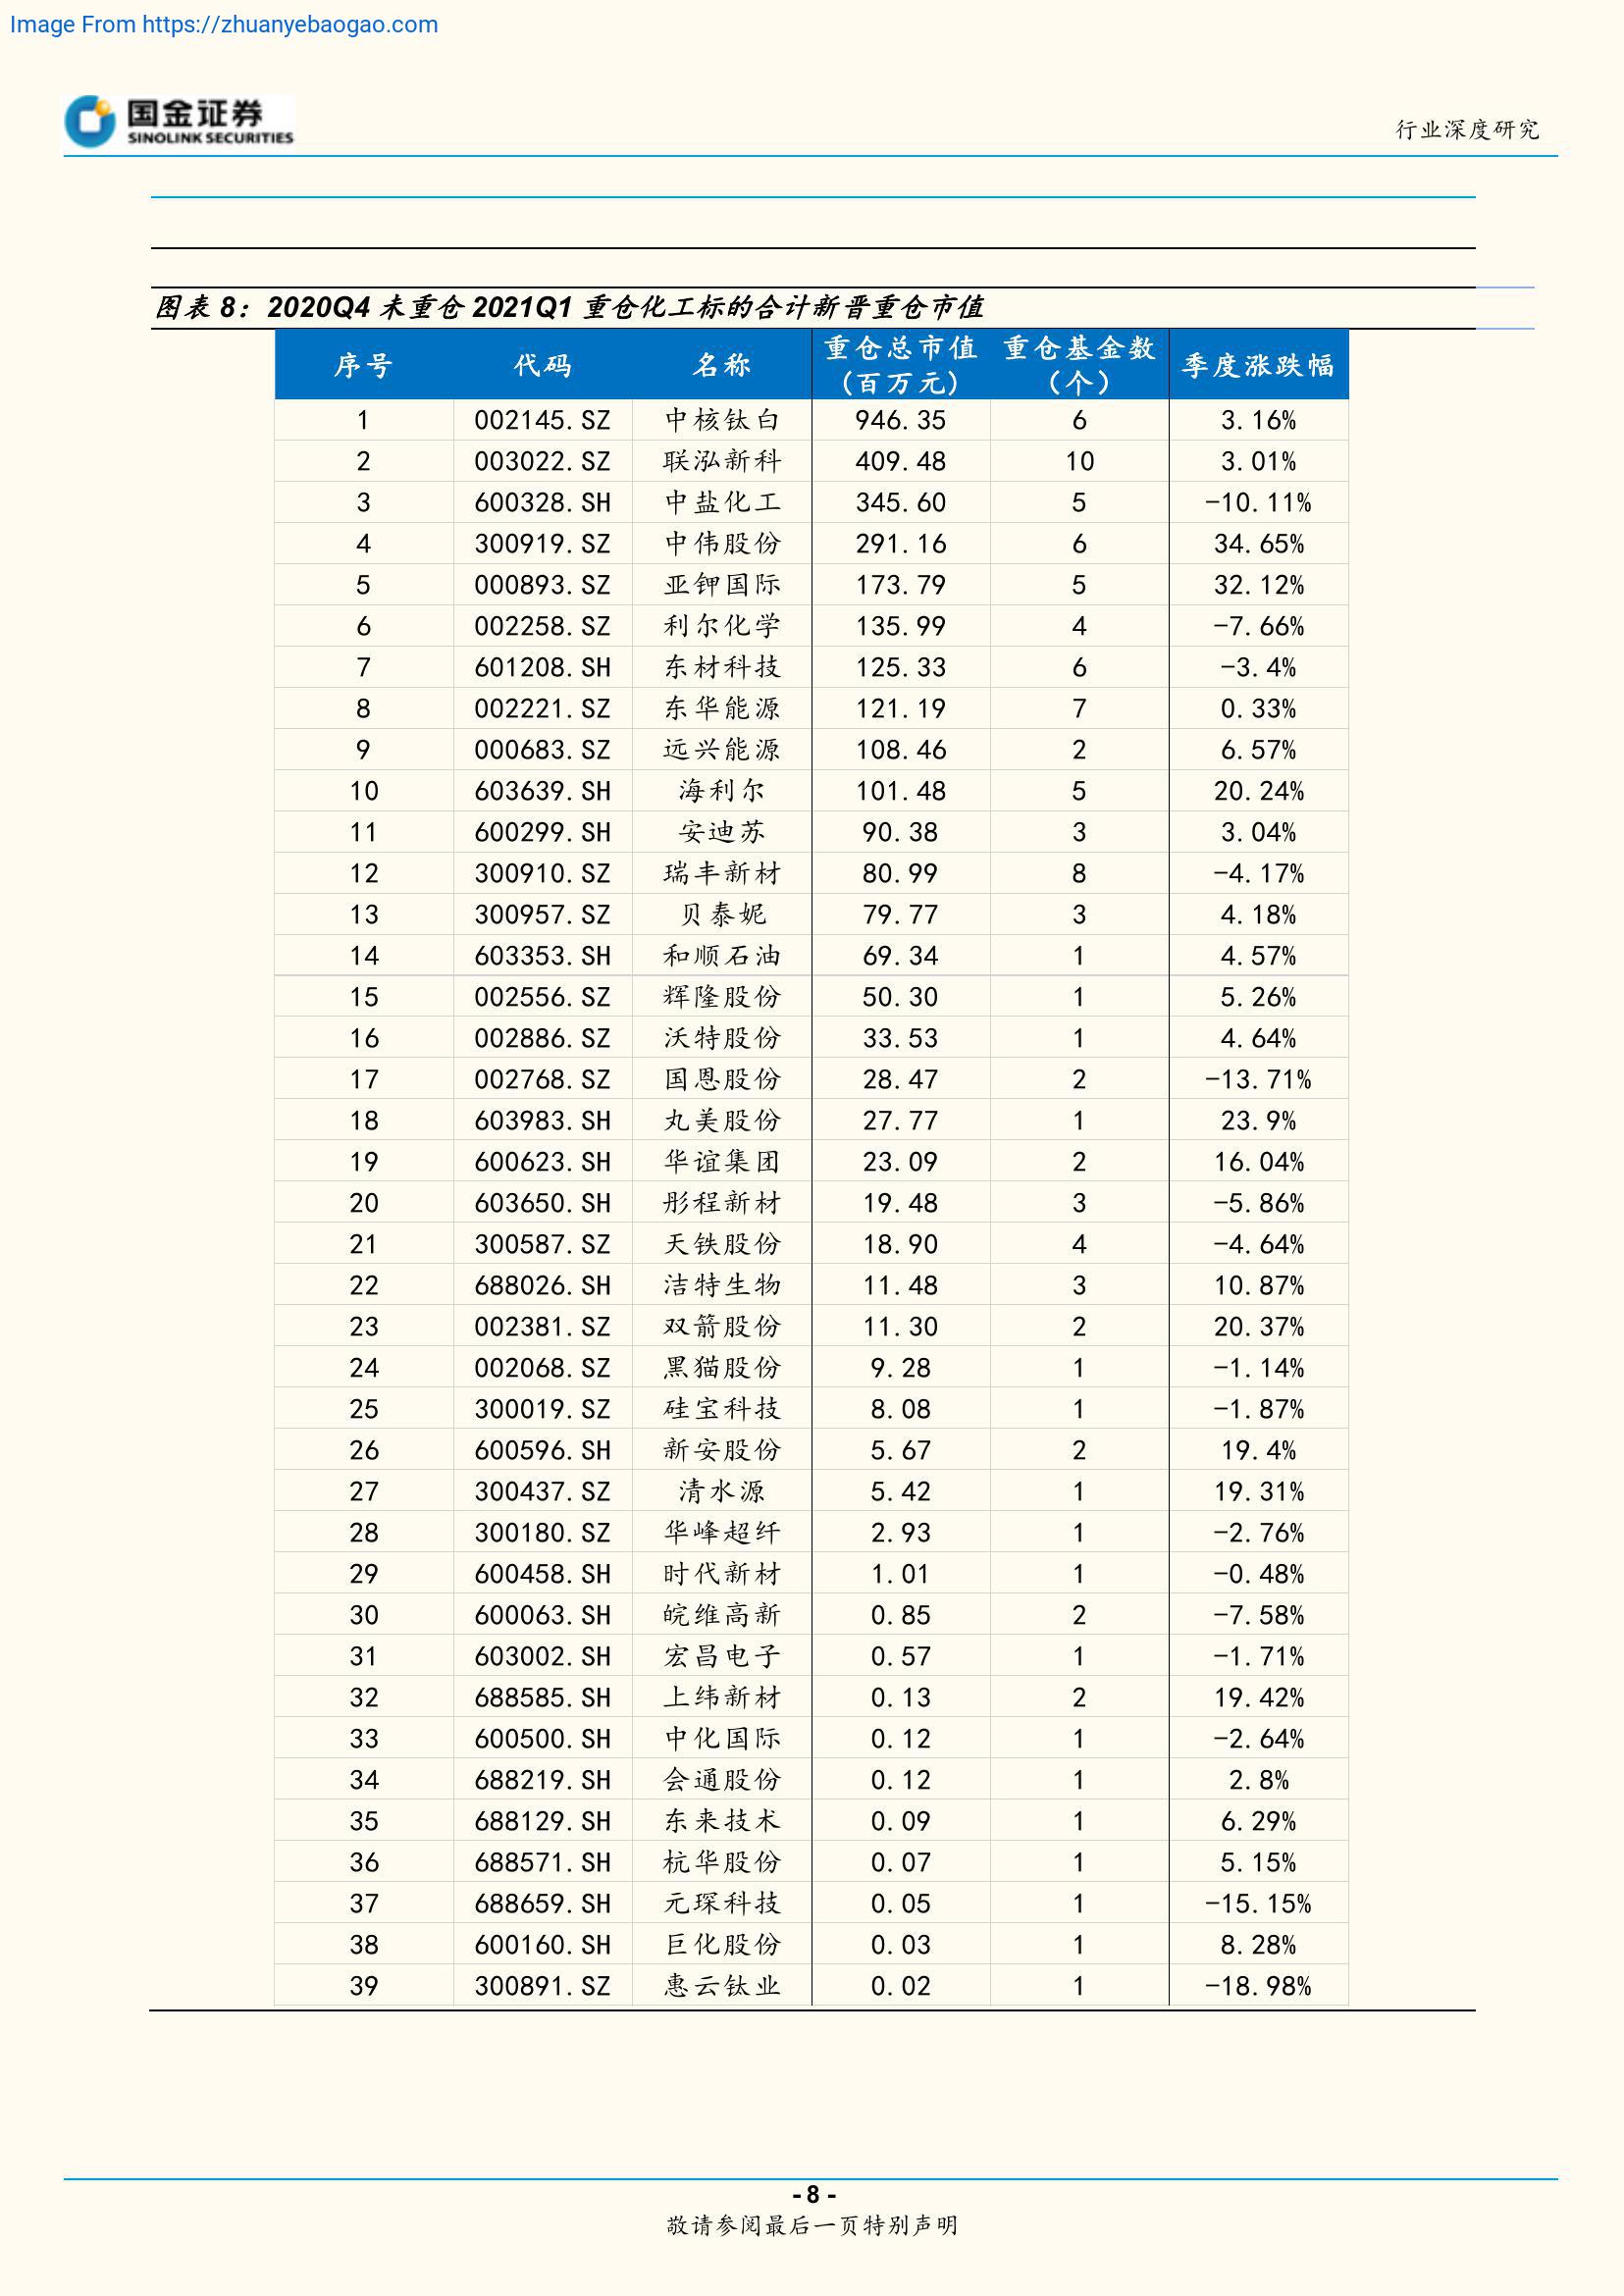 Image From https://zhuanyebaogao.com
国金证券
SINOLINK SECURITIES
行业深度研究
图表 8：2020Q4 未重仓 2021Q1 重仓化工标的合计新晋重仓市值
序号 代码 名称 重仓总市值（百万元） 重仓基金数（个） 季度涨跌幅
1 002145.SZ 中核钛白 946.35 6 3.16%
2 003022.SZ 联泓新科 409.48 10 3.01%
3 600328.SH 中盐化工 345.60 5 -10.11%
4 300919.SZ 中伟股份 291.16 6 34.65%
5 000893.SZ 亚钾国际 173.79 5 32.12%
6 002258.SZ 利尔化学 135.99 4 -7.66%
7 601208.SH 东材科技 125.33 6 -3.4%
8 002221.SZ 东华能源 121.19 7 0.33%
9 000683.SZ 远兴能源 108.46 2 6.57%
10 603639.SH 海利尔 101.48 5 20.24%
11 600299.SH 安迪苏 90.38 3 3.04%
12 300910.SZ 瑞丰新材 80.99 8 -4.17%
13 300957.SZ 贝泰妮 79.77 3 4.18%
14 603353.SH 和顺石油 69.34 1 4.57%
15 002556.SZ 辉隆股份 50.30 1 5.26%
16 002886.SZ 沃特股份 33.53 1 4.64%
17 002768.SZ 国恩股份 28.47 2 -13.71%
18 603983.SH 丸美股份 27.77 1 23.9%
19 600623.SH 华谊集团 23.09 2 16.04%
20 603650.SH 彤程新材 19.48 3 -5.86%
21 300587.SZ 天铁股份 18.90 4 -4.64%
22 688026.SH 洁特生物 11.48 3 10.87%
23 002381.SZ 双箭股份 11.30 2 20.37%
24 002068.SZ 黑猫股份 9.28 1 -1.14%
25 300019.SZ 硅宝科技 8.08 1 -1.87%
26 600596.SH 新安股份 5.67 2 19.4%
27 300437.SZ 清水源 5.42 1 19.31%
28 300180.SZ 华峰超纤 2.93 1 -2.76%
29 600458.SH 时代新材 1.01 1 -0.48%
30 600063.SH 皖维高新 0.85 2 -7.58%
31 603002.SH 宏昌电子 0.57 1 -1.71%
32 688585.SH 上纬新材 0.13 2 19.42%
33 600500.SH 中化国际 0.12 1 -2.64%
34 688219.SH 会通股份 0.12 1 2.8%
35 688129.SH 东来技术 0.09 1 6.29%
36 688571.SH 杭华股份 0.07 1 5.15%
37 688659.SH 元琛科技 0.05 1 -15.15%
38 600160.SH 巨化股份 0.03 1 8.28%
39 300891.SZ 惠云钛业 0.02 1 -18.98%
- 8 -
敬请参阅最后一页特别声明